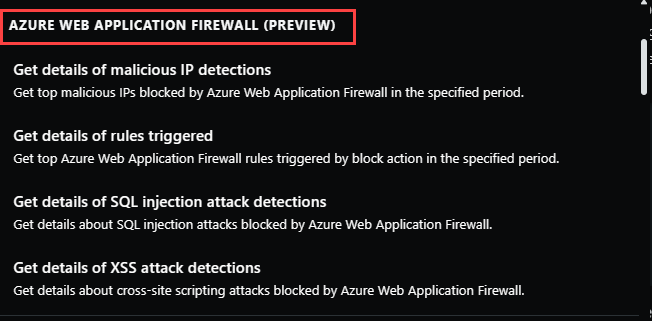 AZURE WEB APPLICATION FIREWALL (PREVIEW)
Get details of malicious IP detections
Get top malicious IPs blocked by Azure Web Application Firewall in the specified period.
Get details of rules triggered
Get top Azure Web Application Firewall rules triggered by block action in the specified period.
Get details of SQL injection attack detections
Get details about SQL injection attacks blocked by Azure Web Application Firewall.
Get details of XSS attack detections
Get details about cross-site scripting attacks blocked by Azure Web Application Firewall.